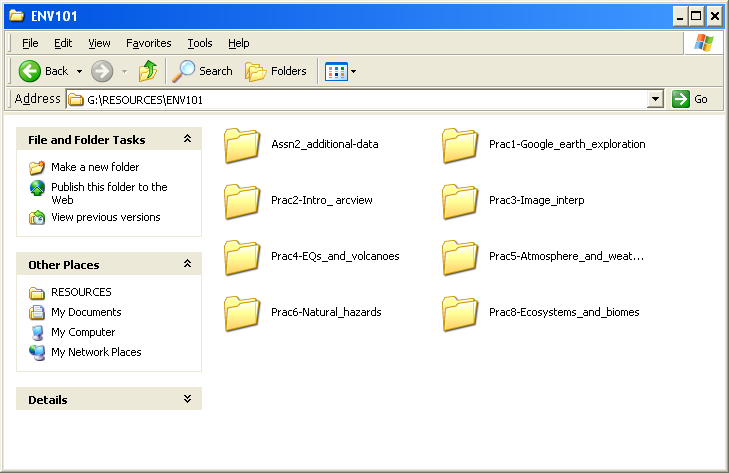 ENV101
File Edit View Favorites Tools Help
Back Search Folders
Address G:\RESOURCES\ENV101 Go
File and Folder Tasks
Make a new folder
Publish this folder to the
Web
View previous versions
Other Places
RESOURCES
My Documents
My Computer
My Network Places
Details
Assn2_additional-data
Prac1-Google_earth_exploration
Prac2-Intro_ arcview
Prac3-Image_interp
Prac4-EQs_and_volcanoes
Prac5-Atmosphere_and_weat...
Prac6-Natural_hazards
Prac8-Ecosystems_and_biomes